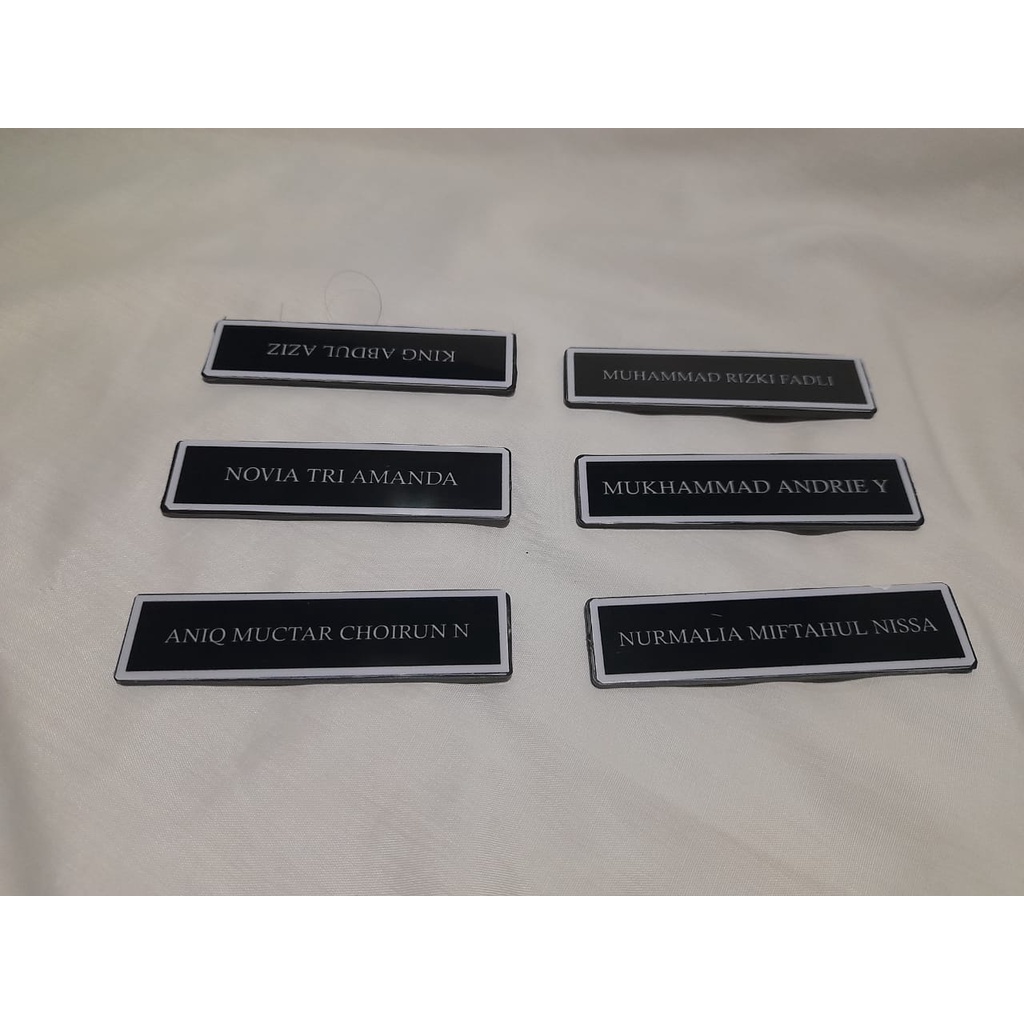 KING ABDUL AZIZ
MUHAMMAD RIZKI FADLI
NOVIA TRI AMANDA
MUKHAMMAD ANDRIE Y
ANIQ MUCTAR CHOIRUN N
NURMALIA MIFTAHUL NISSA